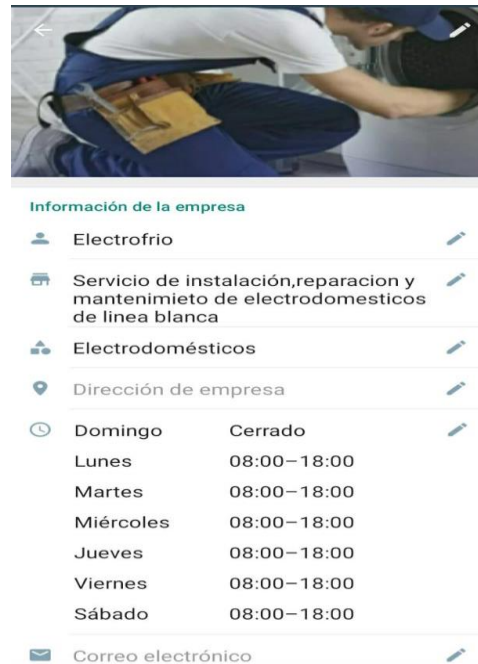 Información de la empresa
Electrofrio
Servicio de instalación,reparacion y
mantenimieto de electrodomesticos
de linea blanca
Electrodomésticos
Dirección de empresa
Domingo Cerrado
Lunes 08:00–18:00
Martes 08:00–18:00
Miércoles 08:00–18:00
Jueves 08:00–18:00
Viernes 08:00–18:00
Sábado 08:00–18:00
Correo electrónico